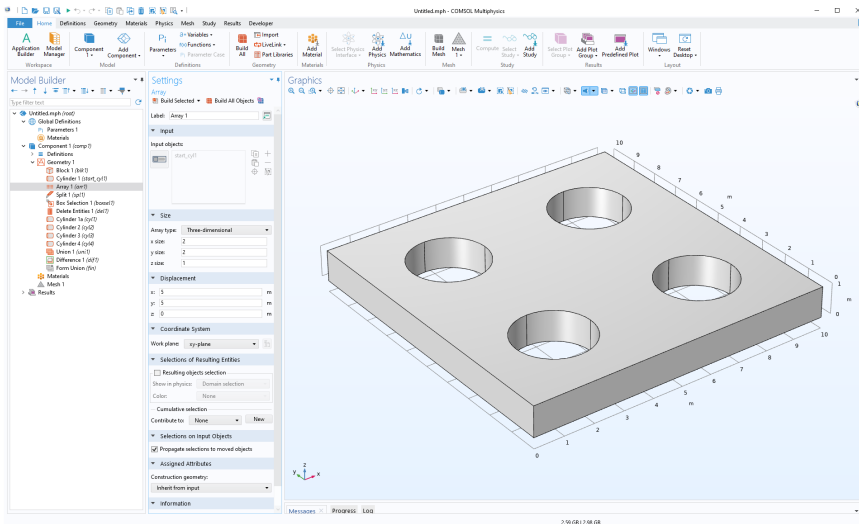 Untitled.mph - COMSOL Multiphysics
File Home Definitions Geometry Materials Physics Mesh Study Results Developer
Application Builder
Model Manager
Workspace
Component 1
Add Component
Model
Parameters
a= Variables
f(x) Functions
Pi Parameter Case
Definitions
Build All
Import
LiveLink
Part Libraries
Geometry
Add Material
Materials
Select Physics Interface
Add Physics
Add Mathematics
Physics
Build Mesh
Mesh 1
Mesh
Compute
Select Study
Add Study
Study
Select Plot Group
Add Plot Group
Add Predefined Plot
Results
Windows
Reset Desktop
Layout
Model Builder
Type filter text
Untitled.mph (root)
Global Definitions
Pi Parameters 1
Materials
Component 1 (comp1)
Definitions
Geometry 1
Block 1 (blk1)
Cylinder 1 (start_cyl1)
Array 1 (arr1)
Split 1 (spl1)
Box Selection 1 (boxsel1)
Delete Entities 1 (del1)
Cylinder 1a (cyl1)
Cylinder 2 (cyl2)
Cylinder 3 (cyl3)
Cylinder 4 (cyl4)
Union 1 (uni1)
Difference 1 (dif1)
Form Union (fin)
Materials
Mesh 1
Results
Settings
Array
Build Selected Build All Objects
Label: Array 1
Input
Input objects:
start_cyl1
Size
Array type: Three-dimensional
x size: 2
y size: 2
z size: 1
Displacement
x: 5 m
y: 5 m
z: 0 m
Coordinate System
Work plane: xy-plane
Selections of Resulting Entities
Resulting objects selection
Show in physics: Domain selection
Color: None
Cumulative selection
Contribute to: None New
Selections on Input Objects
Propagate selections to moved objects
Assigned Attributes
Construction geometry:
Inherit from input
Information
Graphics
10
9
8
7
6
m
5
4
3
2
1
0
1
m
0
10
9
8
7
6
5
m
4
3
2
1
0
z
y
x
Messages Progress Log
2.59 GB | 2.98 GB